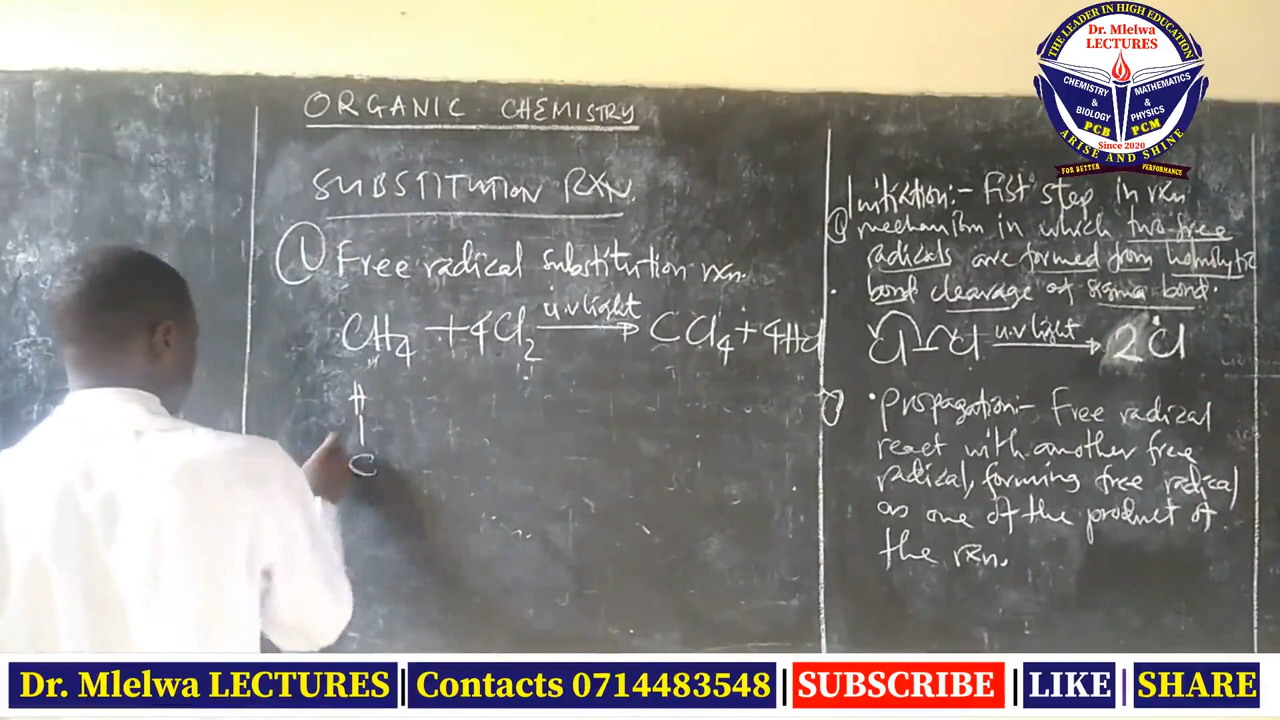 ORGANIC CHEMISTRY
SUBSTITUTION RXN.
1 Free radical substitution rxn.
CH4 + 4Cl2 u.v light → CCl4 + 4HCl
H
C
Initiation:- First step in rxn
mechanism in which two free
radicals are formed from homolytic
bond cleavage of sigma bond.
Cl-Cl u.v light → 2Cl
• Propagation:- Free radical
react with another free
radical, forming free radical
as one of the product of
the rxn.
THE LEADER IN HIGH EDUCATION
Dr. Mlelwa
LECTURES
CHEMISTRY & BIOLOGY
PCB
MATHEMATICS & PHYSICS
PCM
Since 2020
ARISE AND SHINE
FOR BETTER PERFORMANCE
Dr. Mlelwa LECTURES | Contacts 0714483548 | SUBSCRIBE | LIKE | SHARE